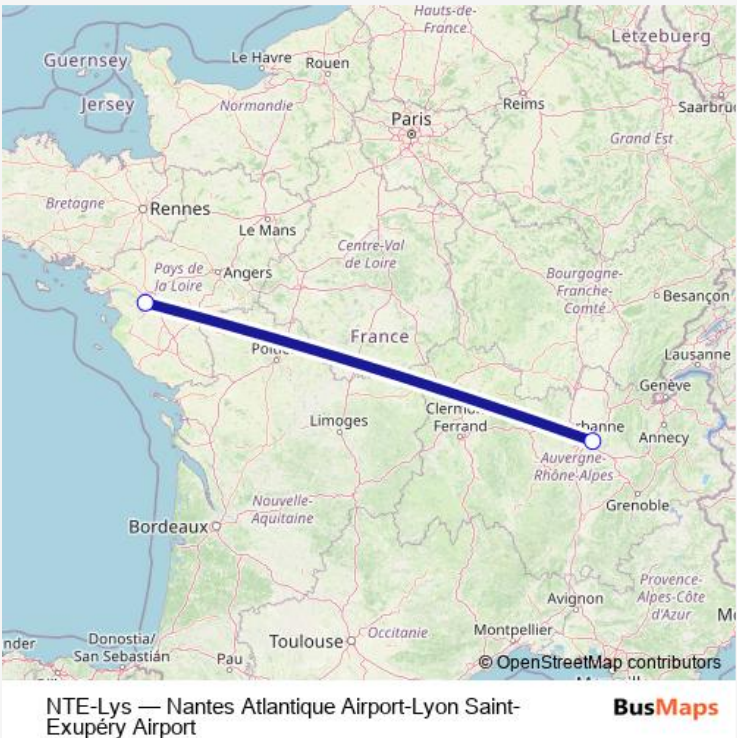 Hauts-de-
France
Lëtzebuerg
Guernsey
Le Havre
Rouen
Jersey
Normandie
Paris
Reims
Saarbrü
Grand Est
Bretagne
Rennes
Le Mans
Centre-Val
de Loire
Pays de
la Loire
Angers
Bourgogne-
Franche-
Comté
Besançon
France
Lausanne
Genève
Limoges
Ferrand
Annecy
Auvergne-
Rhône-Alpes
Grenoble
Nouvelle-
Aquitaine
Bordeaux
Provence-
Alpes-Côte
d'Azur
Avignon
Donostia/
San Sebastián
Toulouse
Occitanie
Montpellier
Pau
© OpenStreetMap contributors
NTE-Lys — Nantes Atlantique Airport-Lyon Saint-
Exupéry Airport
BusMaps